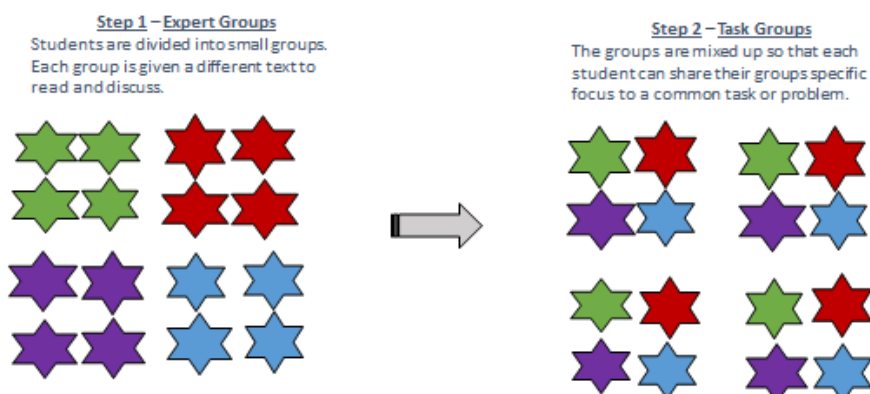 Step 1 – Expert Groups
Students are divided into small groups.
Each group is given a different text to
read and discuss.
Step 2 – Task Groups
The groups are mixed up so that each
student can share their groups specific
focus to a common task or problem.